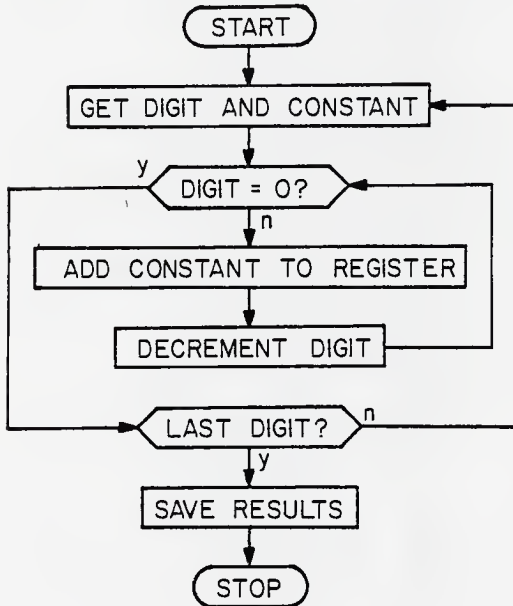 START
GET DIGIT AND CONSTANT
y
DIGIT = 0?
n
ADD CONSTANT TO REGISTER
DECREMENT DIGIT
LAST DIGIT?
n
y
SAVE RESULTS
STOP